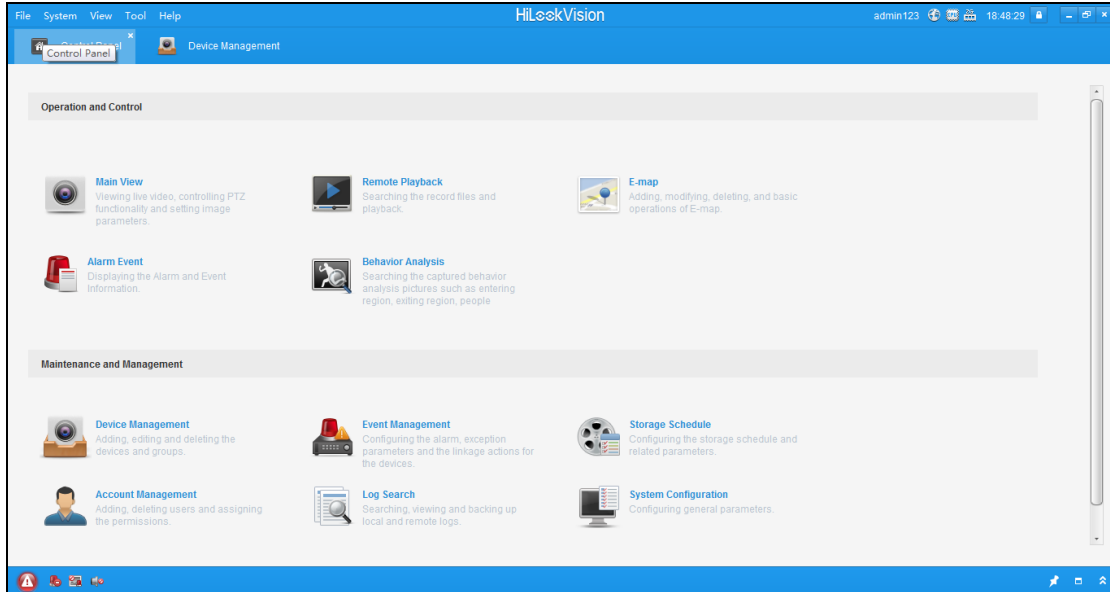 File System View Tool Help
HiLookVision
admin123
18:48:29
Control Panel
Device Management
Operation and Control
Main View
Viewing live video, controlling PTZ
functionality and setting image
parameters.
Remote Playback
Searching the record files and
playback.
E-map
Adding, modifying, deleting, and basic
operations of E-map.
Alarm Event
Displaying the Alarm and Event
Information.
Behavior Analysis
Searching the captured behavior
analysis pictures such as entering
region, exiting region, people
Maintenance and Management
Device Management
Adding, editing and deleting the
devices and groups.
Event Management
Configuring the alarm, exception
parameters and the linkage actions for
the devices.
Storage Schedule
Configuring the storage schedule and
related parameters.
Account Management
Adding, deleting users and assigning
the permissions.
Log Search
Searching, viewing and backing up
local and remote logs.
System Configuration
Configuring general parameters.